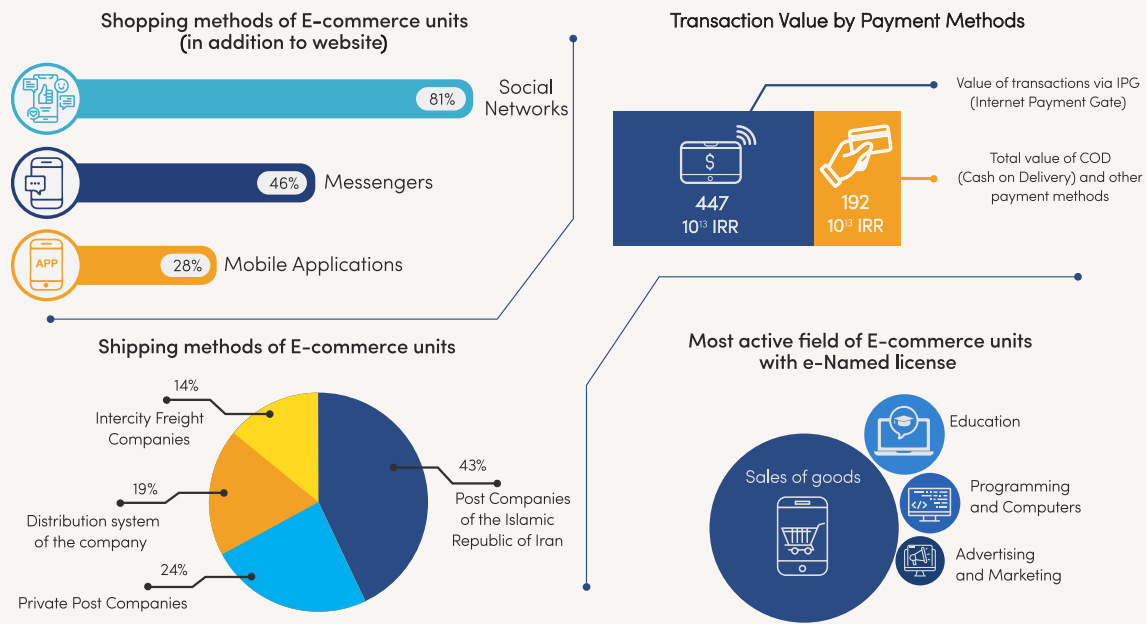 Shopping methods of E-commerce units
(in addition to website)
81%
Social
Networks
46%
Messengers
APP
28%
Mobile Applications
Transaction Value by Payment Methods
$
447
10¹³ IRR
192
10¹³ IRR
Value of transactions via IPG
(Internet Payment Gate)
Total value of COD
(Cash on Delivery) and other
payment methods
Shipping methods of E-commerce units
14%
Intercity Freight
Companies
19%
Distribution system
of the company
24%
Private Post Companies
43%
Post Companies
of the Islamic
Republic of Iran
Most active field of E-commerce units
with e-Named license
Sales of goods
Education
</>
Programming
and Computers
Advertising
and Marketing